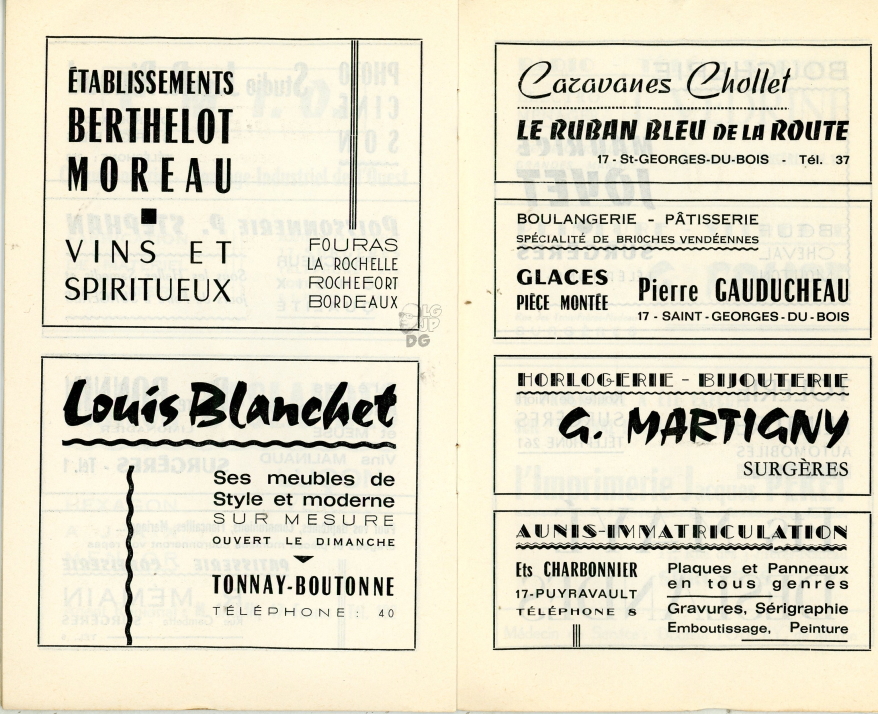 ÉTABLISSEMENTS
BERTHELOT
MOREAU
VINS ET
SPIRITUEUX
FOURAS
LA ROCHELLE
ROCHEFORT
BORDEAUX
Louis Blanchet
Ses meubles de
Style et moderne
SUR MESURE
OUVERT LE DIMANCHE
TONNAY-BOUTONNE
TÉLÉPHONE : 40
Caravanes Chollet
LE RUBAN BLEU DE LA ROUTE
17 - St-GEORGES-DU-BOIS - Tél. 37
BOULANGERIE - PÂTISSERIE
SPÉCIALITÉ DE BRIOCHES VENDÉENNES
GLACES
PIÈCE MONTÉE
Pierre GAUDUCHEAU
17 - SAINT-GEORGES-DU-BOIS
HORLOGERIE - BIJOUTERIE
G. MARTIGNY
SURGÈRES
AUNIS-IMMATRICULATION
Ets CHARBONNIER
17-PUYRAVAULT
TÉLÉPHONE 8
Plaques et Panneaux
en tous genres
Gravures, Sérigraphie
Emboutissage, Peinture